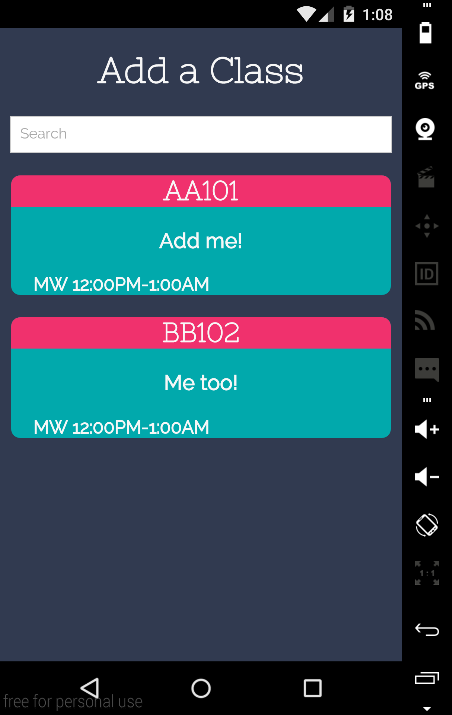 1:08
Add a Class
GPS
Search
AA101
Add me!
MW 12:00PM-1:00AM
ID
BB102
Me too!
MW 12:00PM-1:00AM
1:1
free for personal use